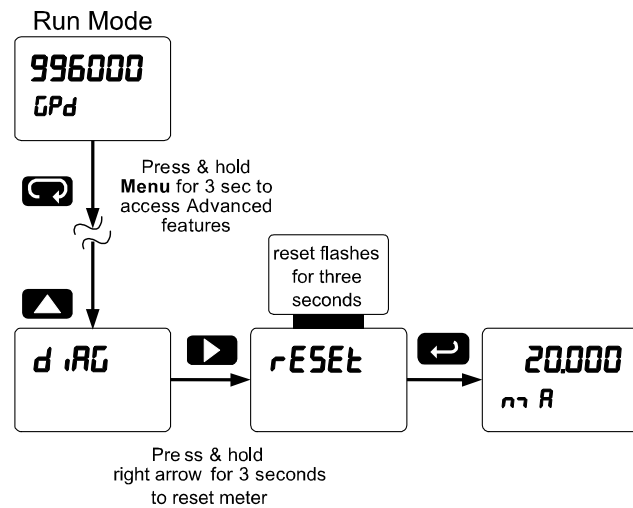 Run Mode
996000
GPd
Press & hold
Menu for 3 sec to
access Advanced
features
reset flashes
for three
seconds
diAG
rESEt
20.000
mA
Press & hold
right arrow for 3 seconds
to reset meter